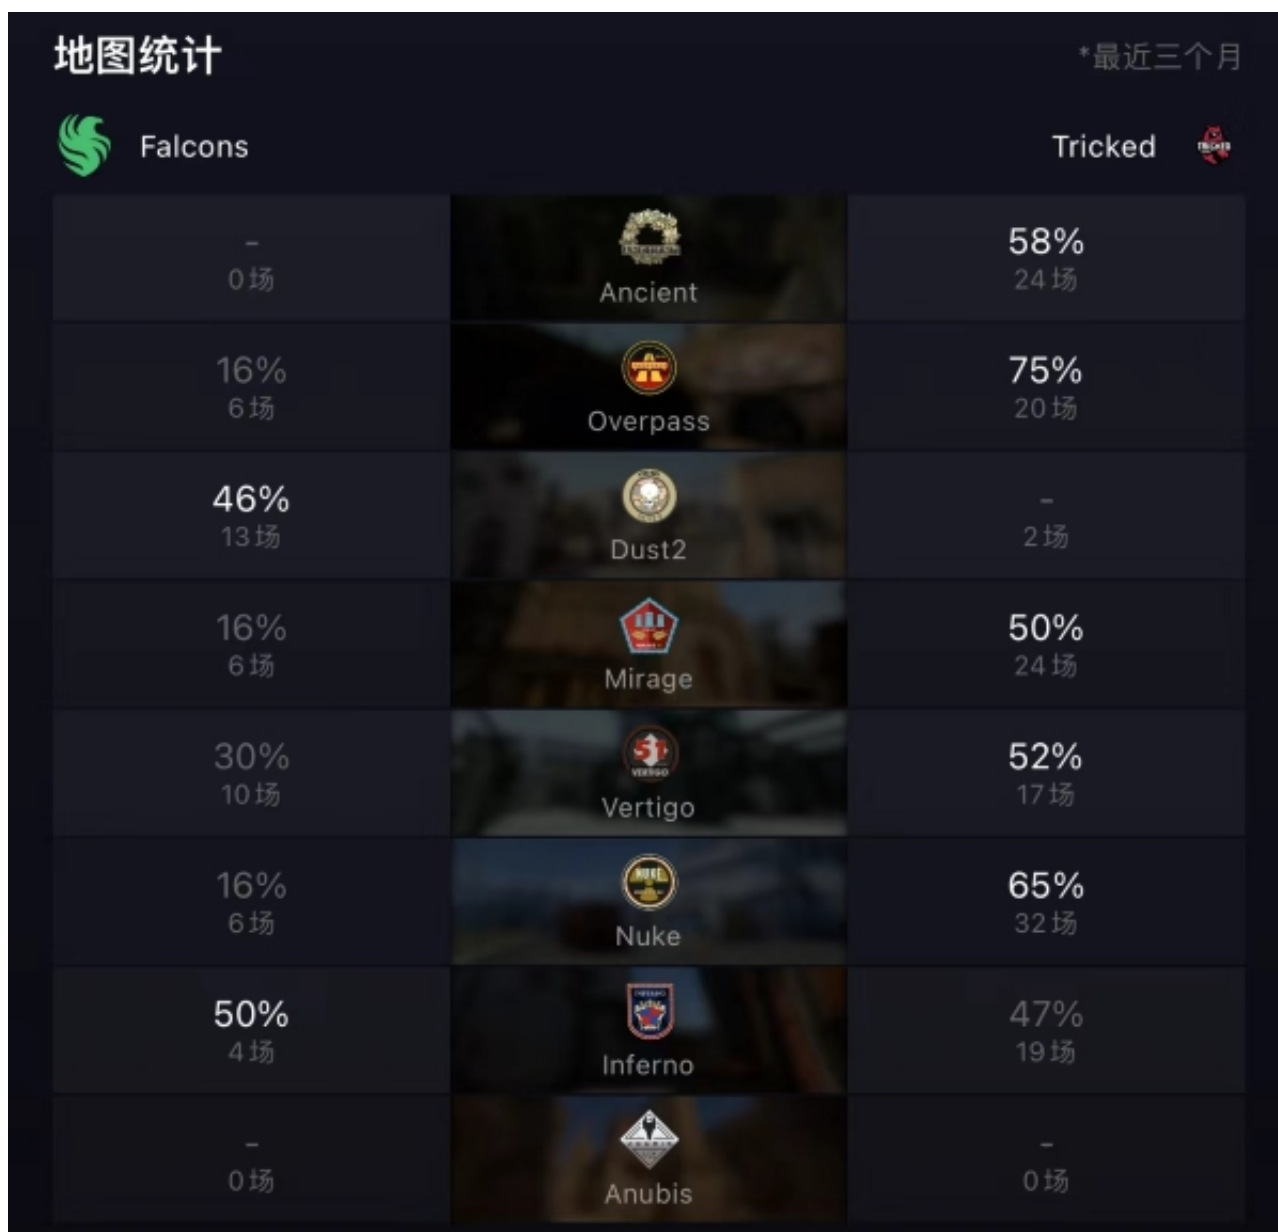 地图统计
*最近三个月
Falcons
Tricked
-
0场
Ancient
58%
24场
16%
6场
Overpass
75%
20场
46%
13场
Dust2
-
2场
16%
6场
Mirage
50%
24场
30%
10场
VERTIGO
Vertigo
52%
17场
16%
6场
NUKE
Nuke
65%
32场
50%
4场
Inferno
47%
19场
-
0场
Anubis
-
0场